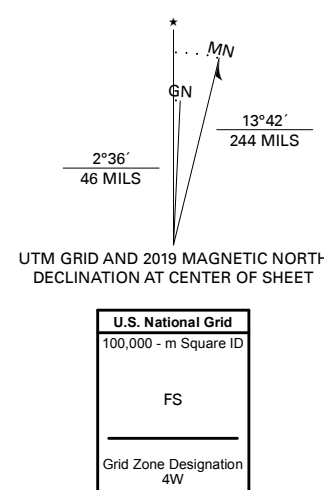 ★
MN
GN
13°42´
244 MILS
2°36´
46 MILS
UTM GRID AND 2019 MAGNETIC NORTH
DECLINATION AT CENTER OF SHEET
U.S. National Grid
100,000 - m Square ID
FS
Grid Zone Designation
4W